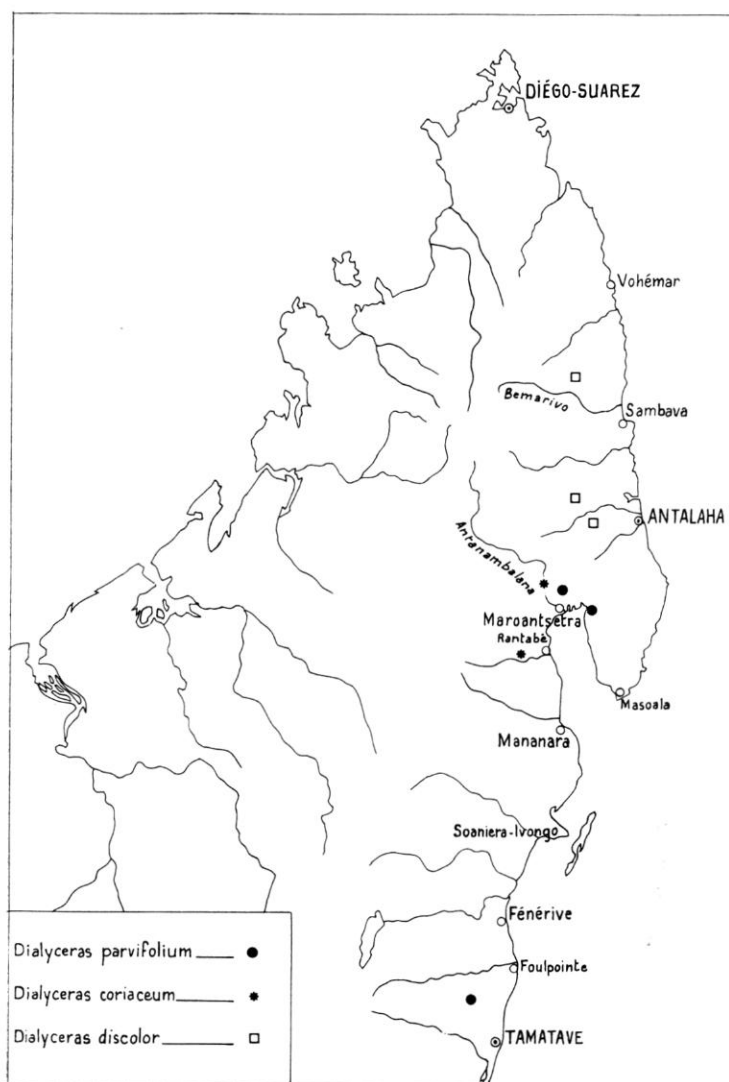 DIÉGO-SUAREZ
Vohémar
Bemarivo
Sambava
ANTALAHA
Antanambalana
Maroantsetra
Rantabè
Masoala
Mananara
Soaniera-Ivongo
Fénérive
Foulpointe
TAMATAVE
Dialyceras parvifolium
Dialyceras coriaceum
Dialyceras discolor